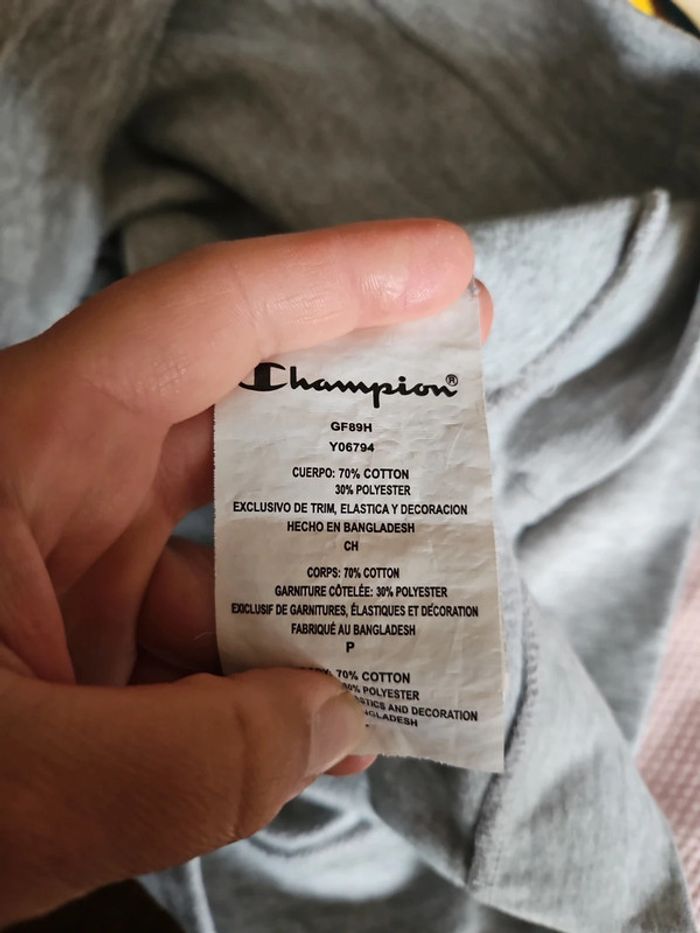 Champion®
GF89H
Y06794
CUERPO: 70% COTTON
30% POLYESTER
EXCLUSIVO DE TRIM, ELASTICA Y DECORACION
HECHO EN BANGLADESH
CH
CORPS: 70% COTTON
GARNITURE CÔTELÉE: 30% POLYESTER
EXCLUSIF DE GARNITURES, ÉLASTIQUES ET DÉCORATION
FABRIQUÉ AU BANGLADESH
P
70% COTTON
POLYESTER
AND DECORATION